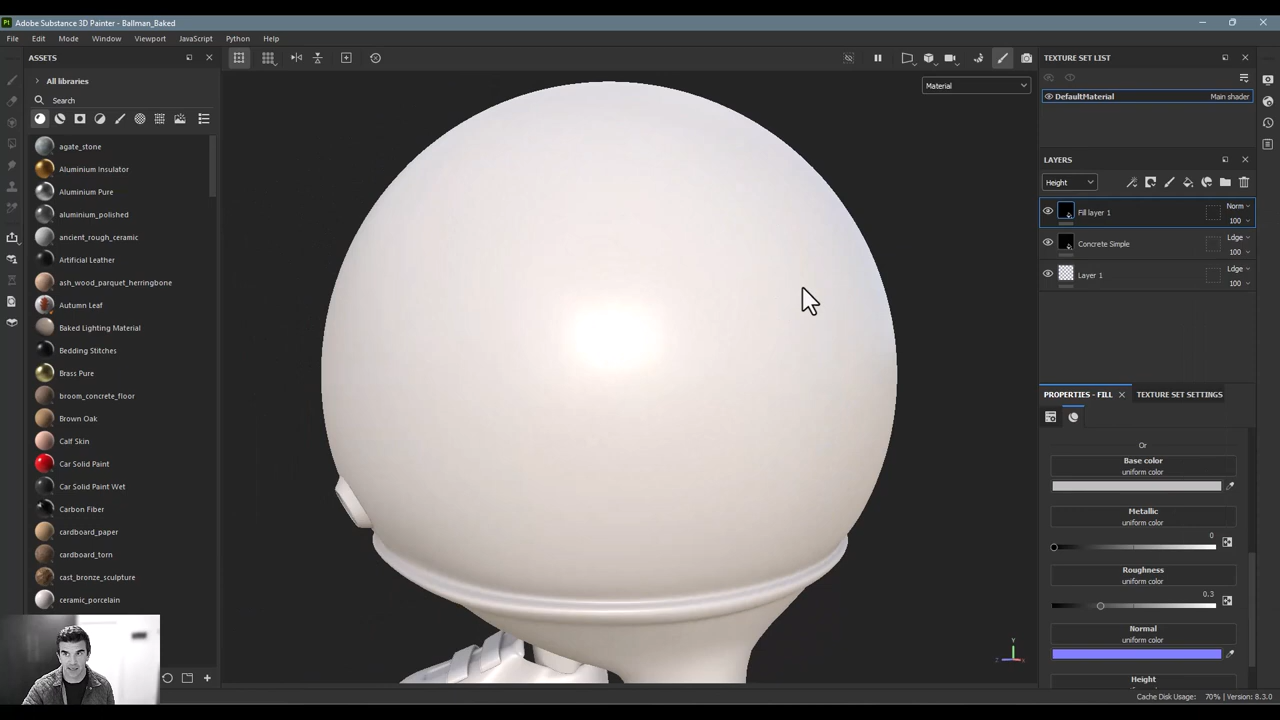 Pt Adobe Substance 3D Painter - Ballman_Baked
File Edit Mode Window Viewport JavaScript Python Help
ASSETS
All libraries
Search
agate_stone
Aluminium Insulator
Aluminium Pure
aluminium_polished
ancient_rough_ceramic
Artificial Leather
ash_wood_parquet_herringbone
Autumn Leaf
Baked Lighting Material
Bedding Stitches
Brass Pure
broom_concrete_floor
Brown Oak
Calf Skin
Car Solid Paint
Car Solid Paint Wet
Carbon Fiber
cardboard_paper
cardboard_torn
cast_bronze_sculpture
ceramic_porcelain
Material
Y
Z X
TEXTURE SET LIST
DefaultMaterial Main shader
LAYERS
Height
Fill layer 1 Norm
100
Concrete Simple Ldge
100
Layer 1 Ldge
100
PROPERTIES - FILL TEXTURE SET SETTINGS
Or
Base color
uniform color
Metallic
uniform color
0
Roughness
uniform color
0.3
Normal
uniform color
Height
Cache Disk Usage: 70% | Version: 8.3.0